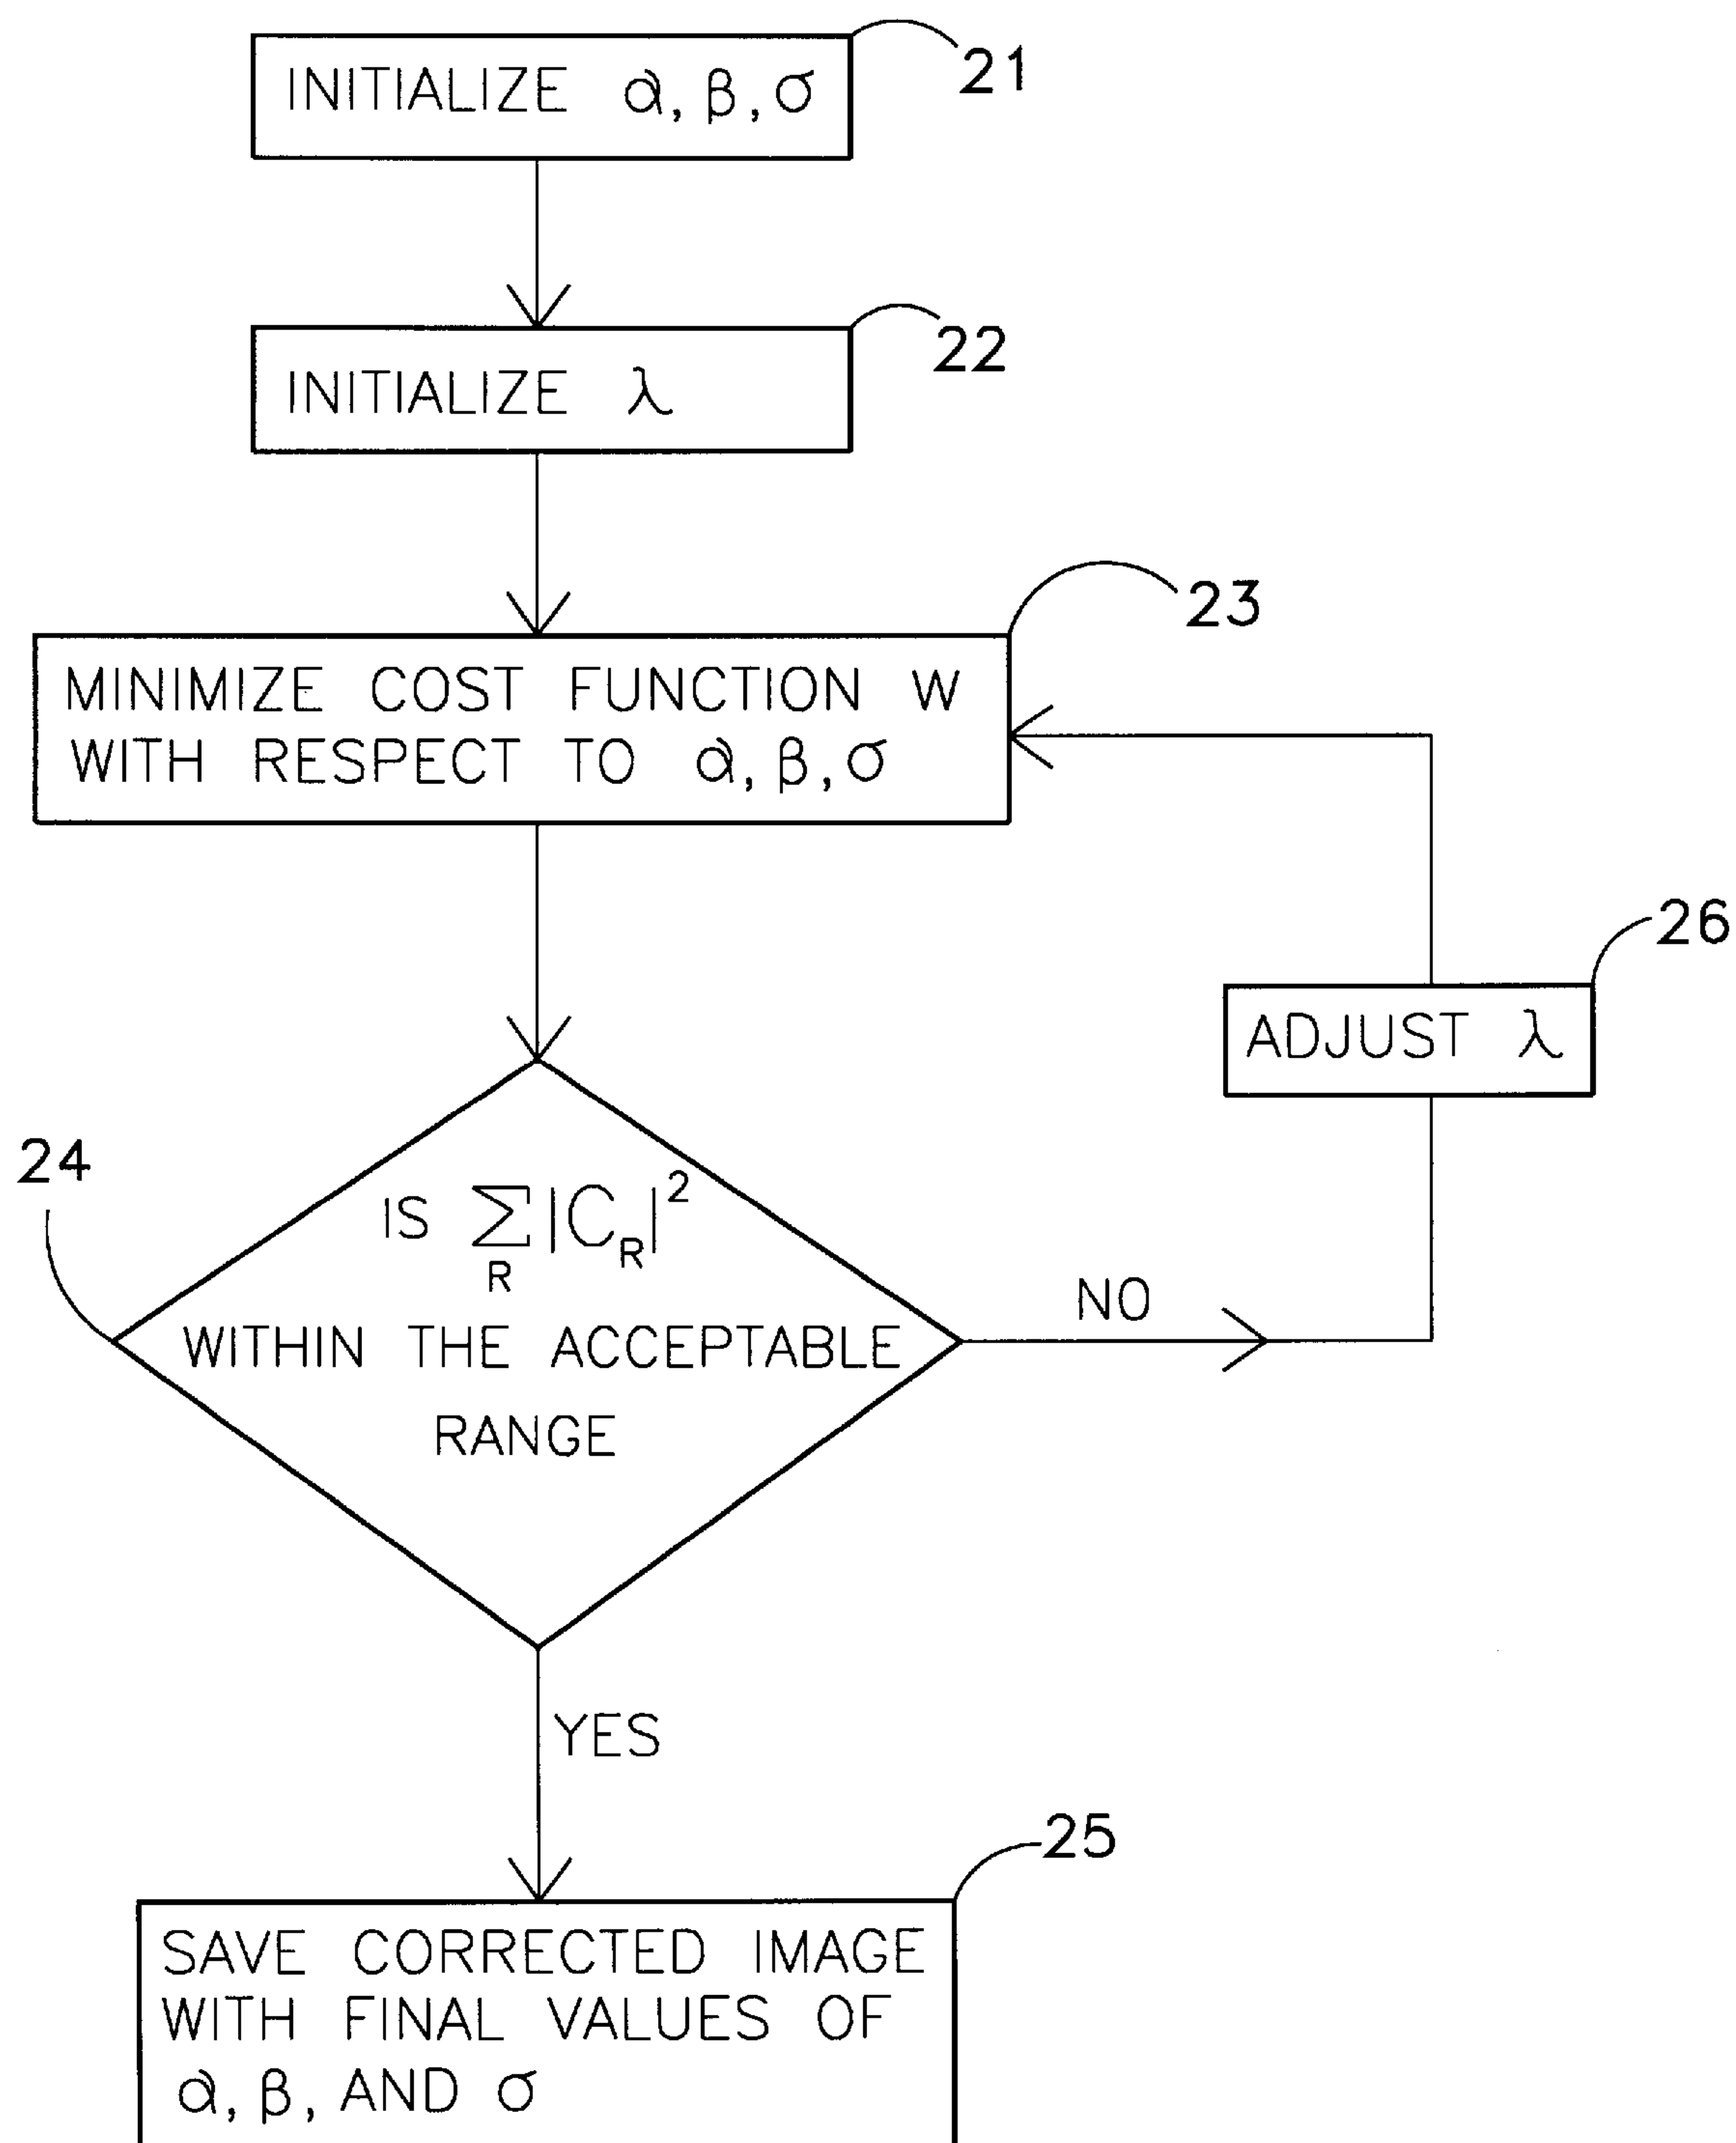 INITIALIZE α, β, σ
21
INITIALIZE λ
22
23
MINIMIZE COST FUNCTION W
WITH RESPECT TO α, β, σ
26
ADJUST λ
24
IS ∑|C_R|²
R
WITHIN THE ACCEPTABLE
RANGE
NO
YES
25
SAVE CORRECTED IMAGE
WITH FINAL VALUES OF
α, β, AND σ